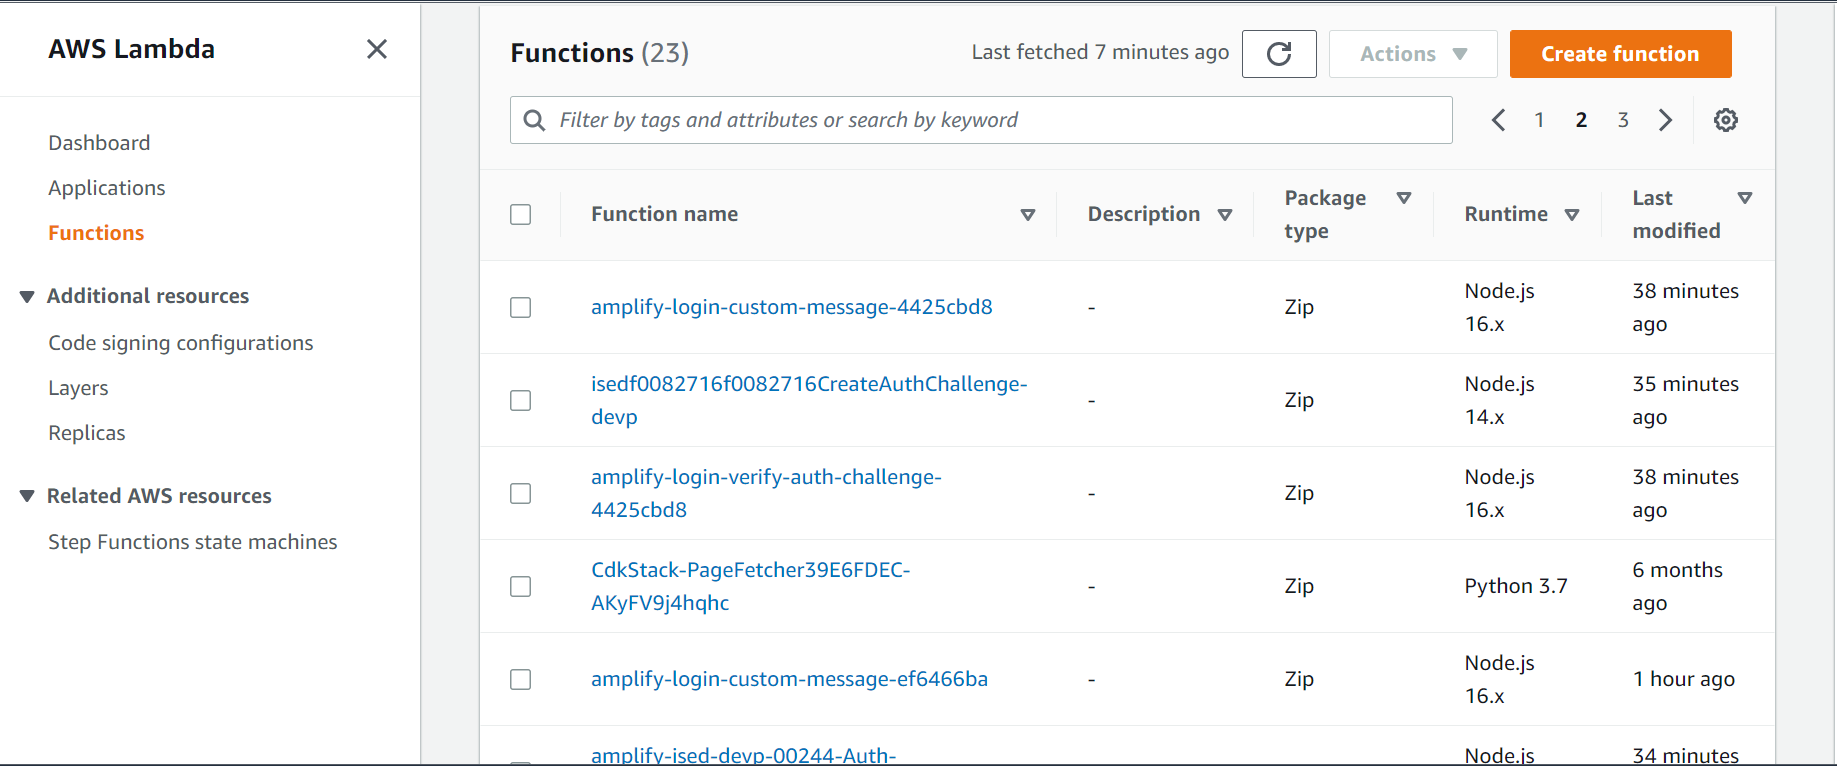 AWS Lambda
Dashboard
Applications
Functions
Additional resources
Code signing configurations
Layers
Replicas
Related AWS resources
Step Functions state machines
Functions (23)
Last fetched 7 minutes ago
Actions
Create function
Filter by tags and attributes or search by keyword
1 2 3
Function name
Description
Package
type
Runtime
Last
modified
amplify-login-custom-message-4425cbd8
-
Zip
Node.js
16.x
38 minutes
ago
isedf0082716f0082716CreateAuthChallenge-
devp
-
Zip
Node.js
14.x
35 minutes
ago
amplify-login-verify-auth-challenge-
4425cbd8
-
Zip
Node.js
16.x
38 minutes
ago
CdkStack-PageFetcher39E6FDEC-
AKyFV9j4hqhc
-
Zip
Python 3.7
6 months
ago
amplify-login-custom-message-ef6466ba
-
Zip
Node.js
16.x
1 hour ago
amplify-ised-devp-00244-Auth-
Node.js
34 minutes